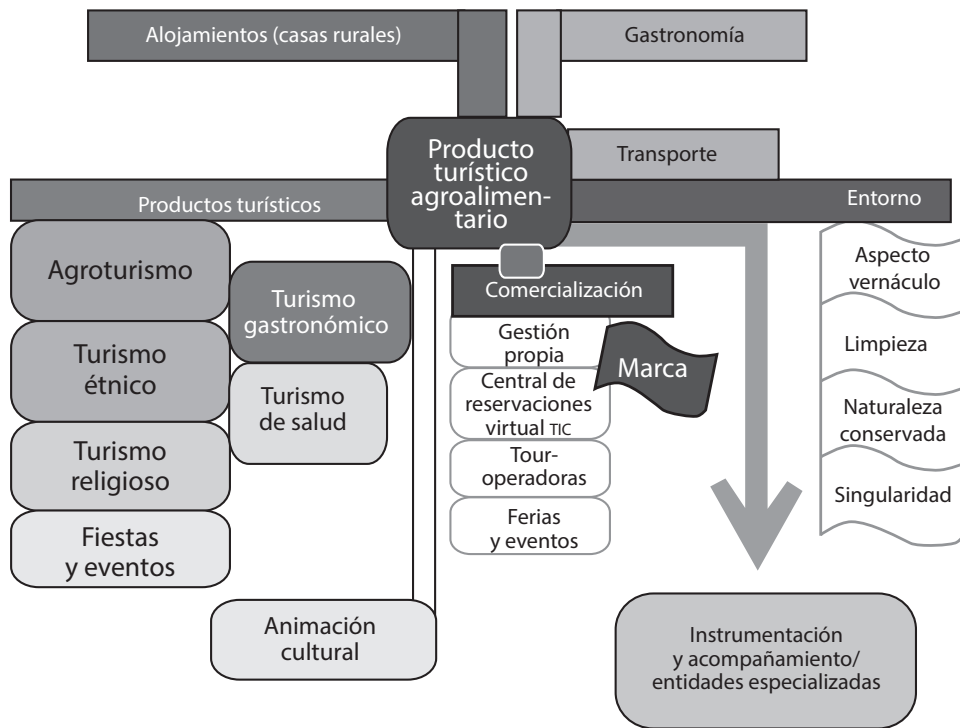 Alojamientos (casas rurales)
Gastronomía
Producto
turístico
agroalimen-
tario
Transporte
Productos turísticos
Entorno
Agroturismo
Turismo
gastronómico
Turismo
étnico
Turismo
de salud
Turismo
religioso
Fiestas
y eventos
Animación
cultural
Comercialización
Gestión
propia
Central de
reservaciones
virtual TIC
Tour-
operadoras
Ferias
y eventos
Marca
Aspecto
vernáculo
Limpieza
Naturaleza
conservada
Singularidad
Instrumentación
y acompañamiento/
entidades especializadas